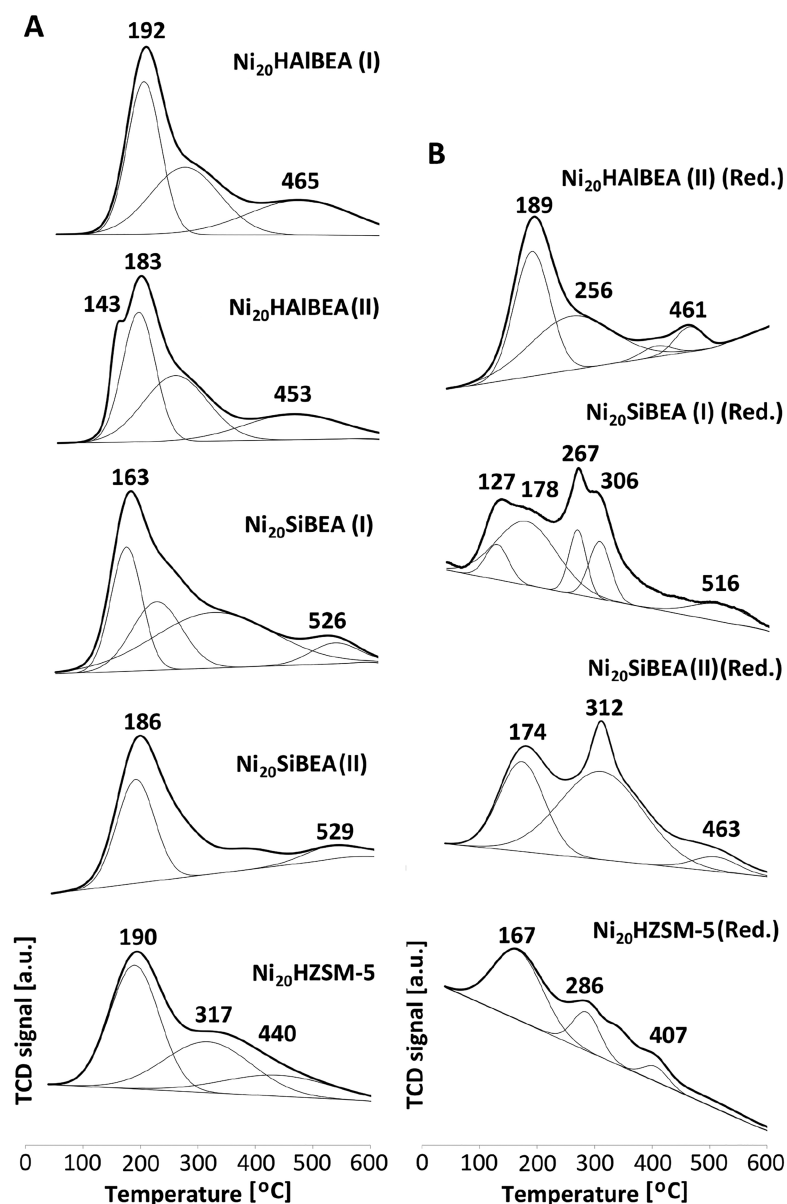 A
192
Ni20HAlBEA (I)
465
183
143
Ni20HAlBEA (II)
453
163
Ni20SiBEA (I)
526
186
Ni20SiBEA (II)
529
190
Ni20HZSM-5
317
440
TCD signal [a.u.]
0 100 200 300 400 500 600
Temperature [°C]
B
Ni20HAlBEA (II) (Red.)
189
256
461
Ni20SiBEA (I) (Red.)
267
127 178 306
516
Ni20SiBEA (II) (Red.)
312
174
463
Ni20HZSM-5 (Red.)
167
286
407
TCD signal [a.u.]
0 100 200 300 400 500 600
Temperature [°C]